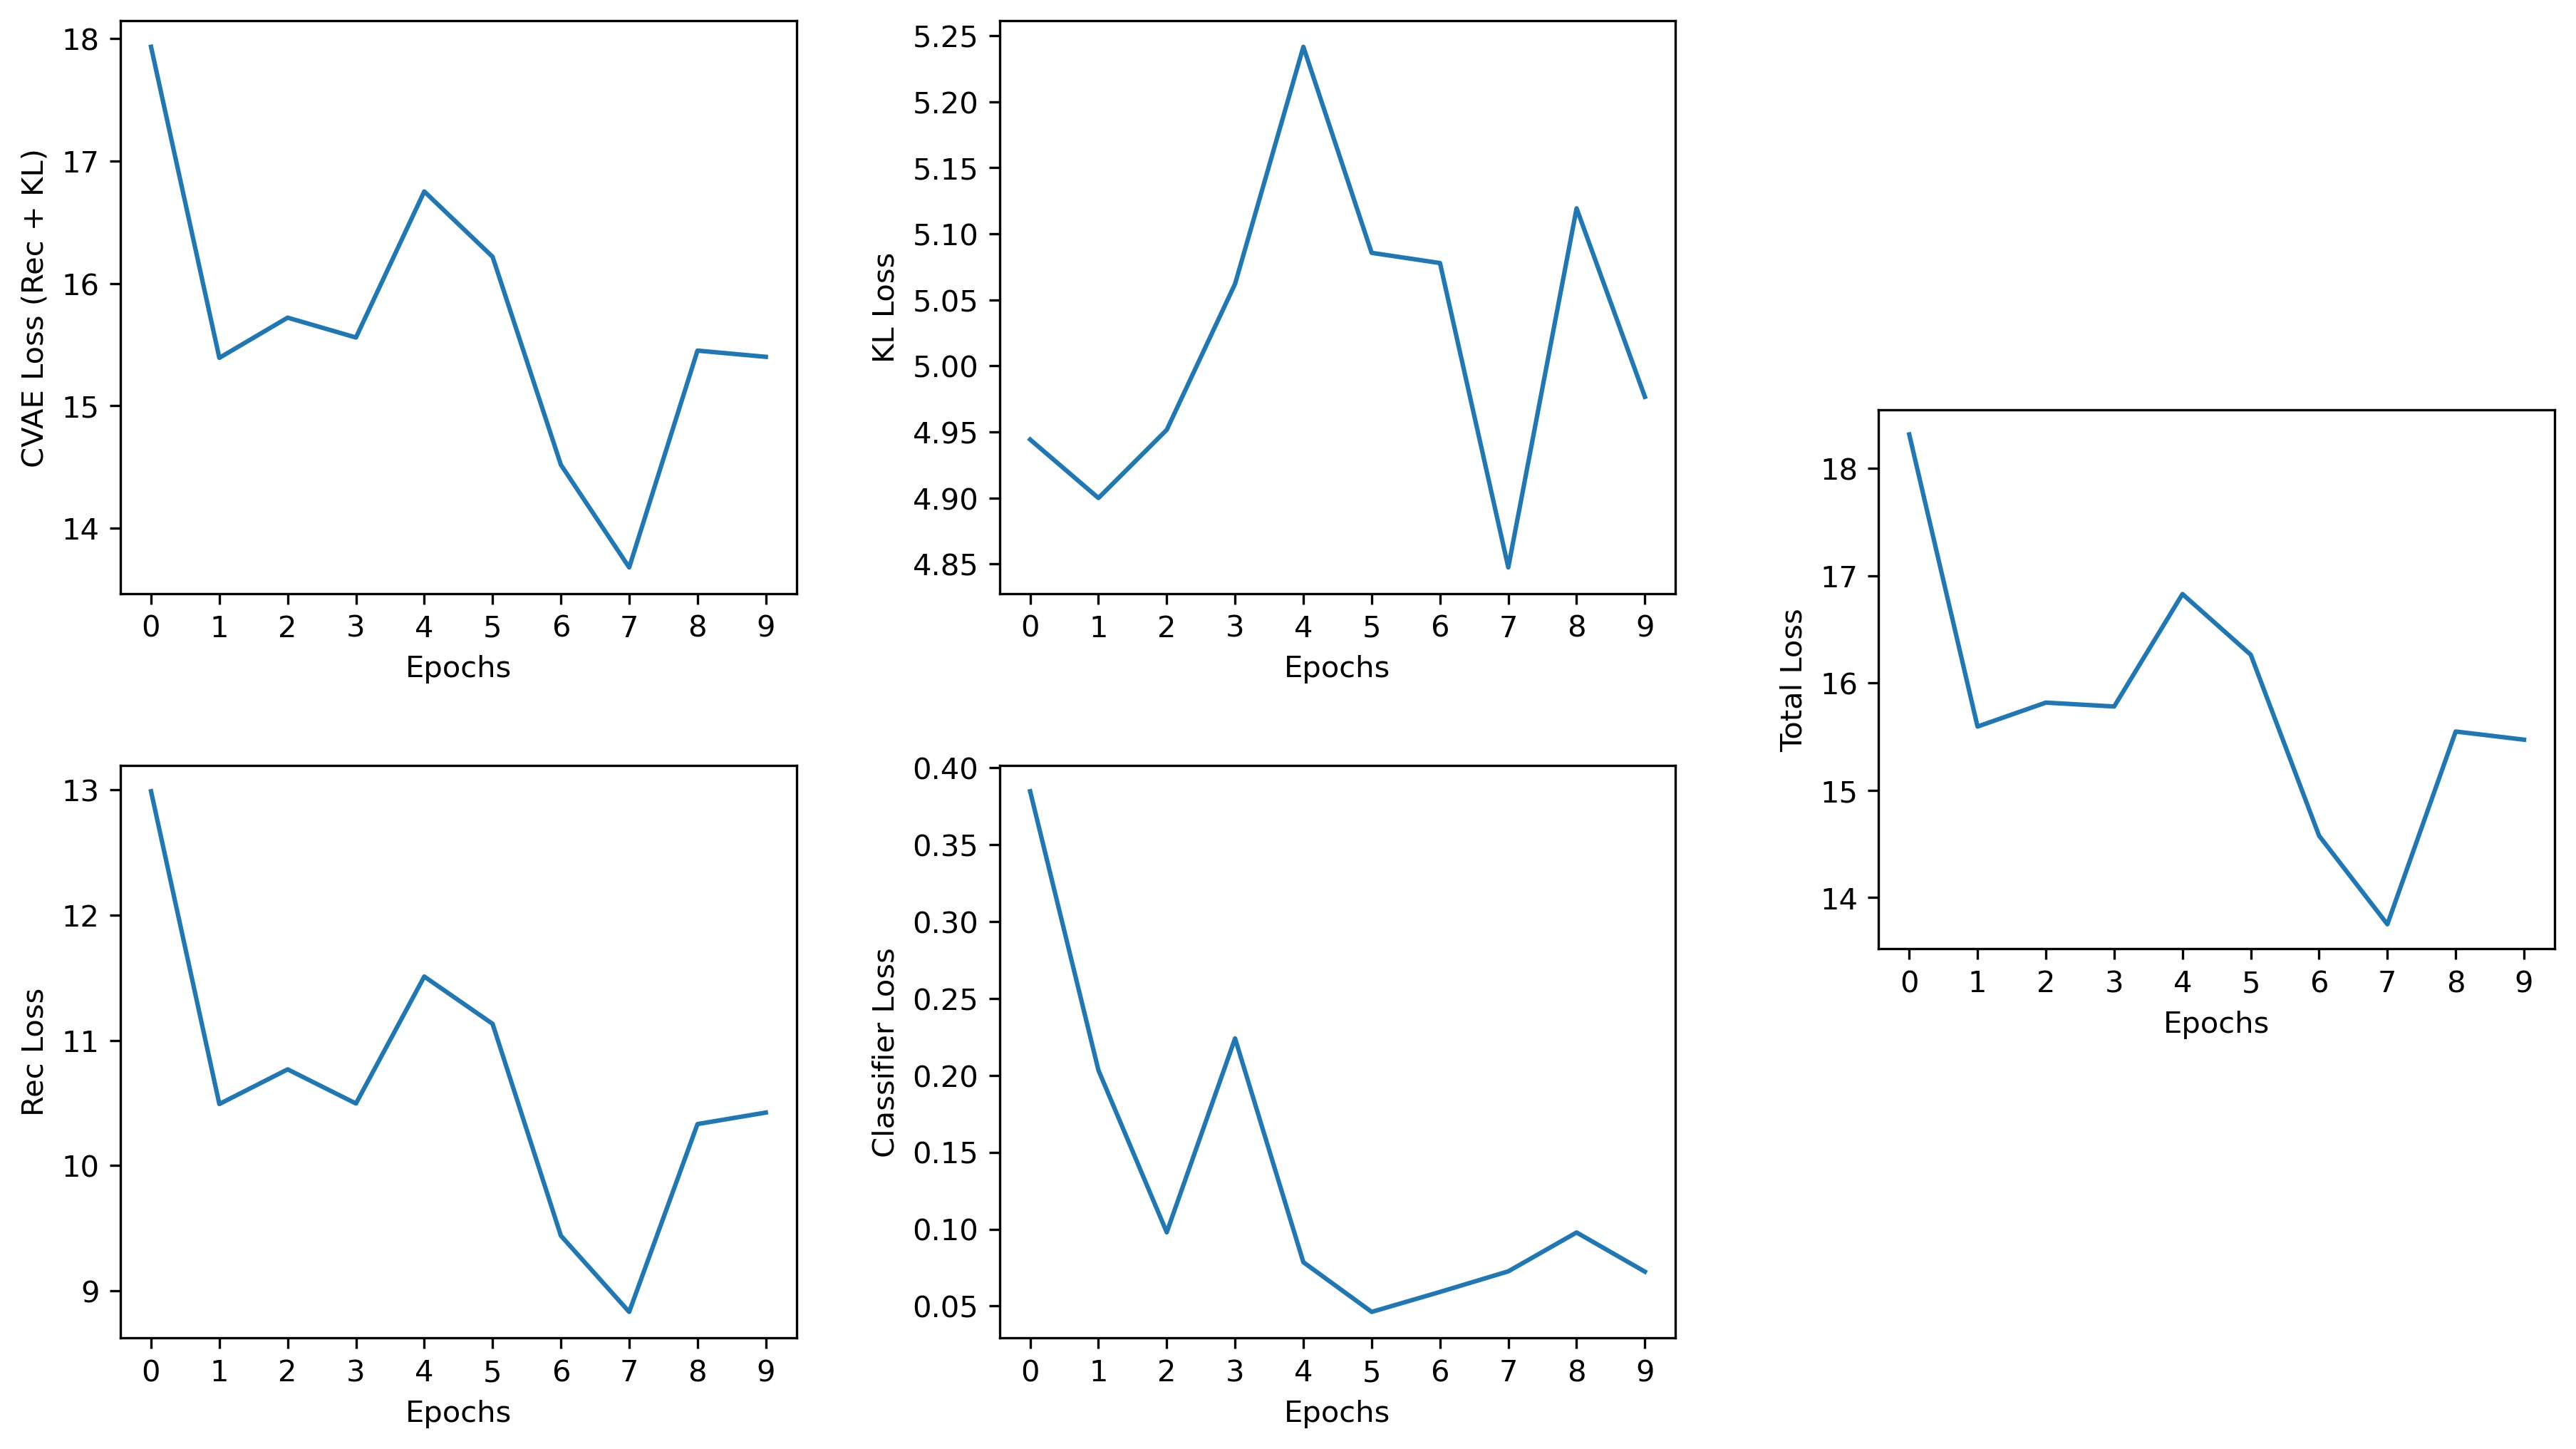 CVAE Loss (Rec + KL)
18
17
16
15
14
0 1 2 3 4 5 6 7 8 9
Epochs
KL Loss
5.25
5.20
5.15
5.10
5.05
5.00
4.95
4.90
4.85
0 1 2 3 4 5 6 7 8 9
Epochs
Rec Loss
13
12
11
10
9
0 1 2 3 4 5 6 7 8 9
Epochs
Classifier Loss
0.40
0.35
0.30
0.25
0.20
0.15
0.10
0.05
0 1 2 3 4 5 6 7 8 9
Epochs
Total Loss
18
17
16
15
14
0 1 2 3 4 5 6 7 8 9
Epochs